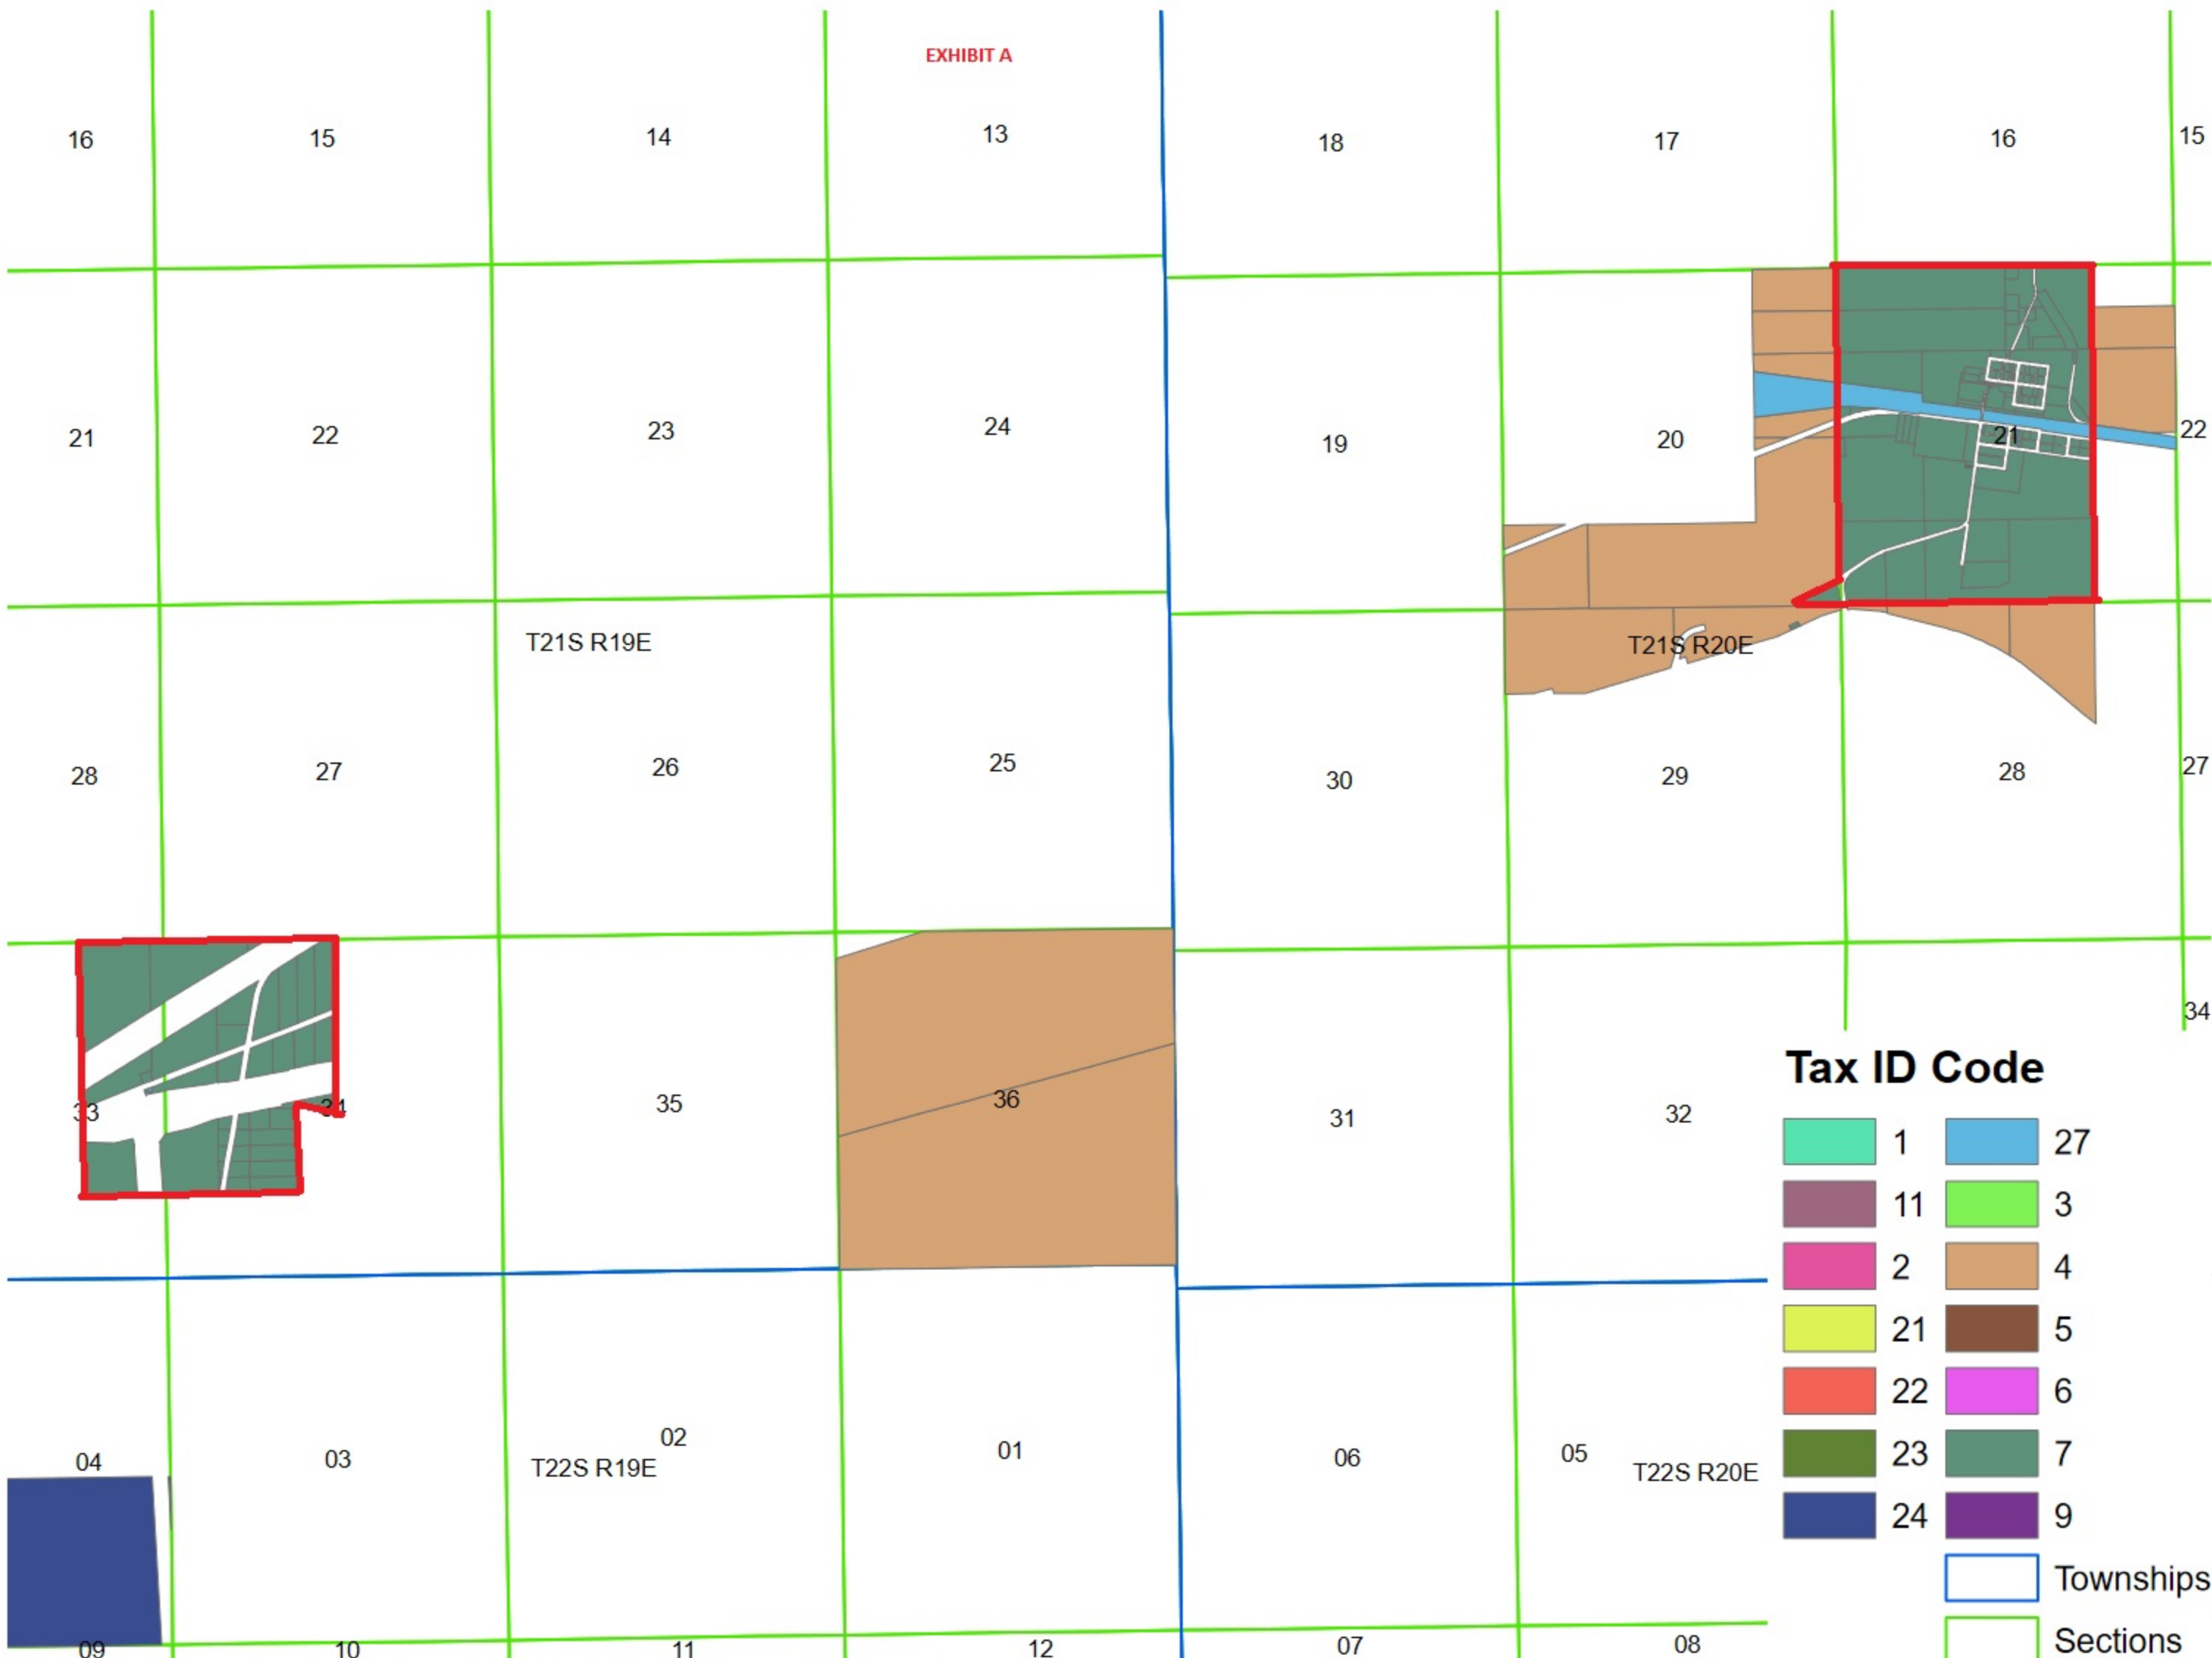 EXHIBIT A
16 15 14 13 18 17 16 15
21 22 23 24 19 20 21 22
T21S R19E T21S R20E
28 27 26 25 30 29 28 27
34
33 34 35 36 31 32
Tax ID Code
1 27
11 3
2 4
21 5
22 6
23 7
24 9
Townships
Sections
04 03 02 01 06 05
T22S R19E T22S R20E
09 10 11 12 07 08